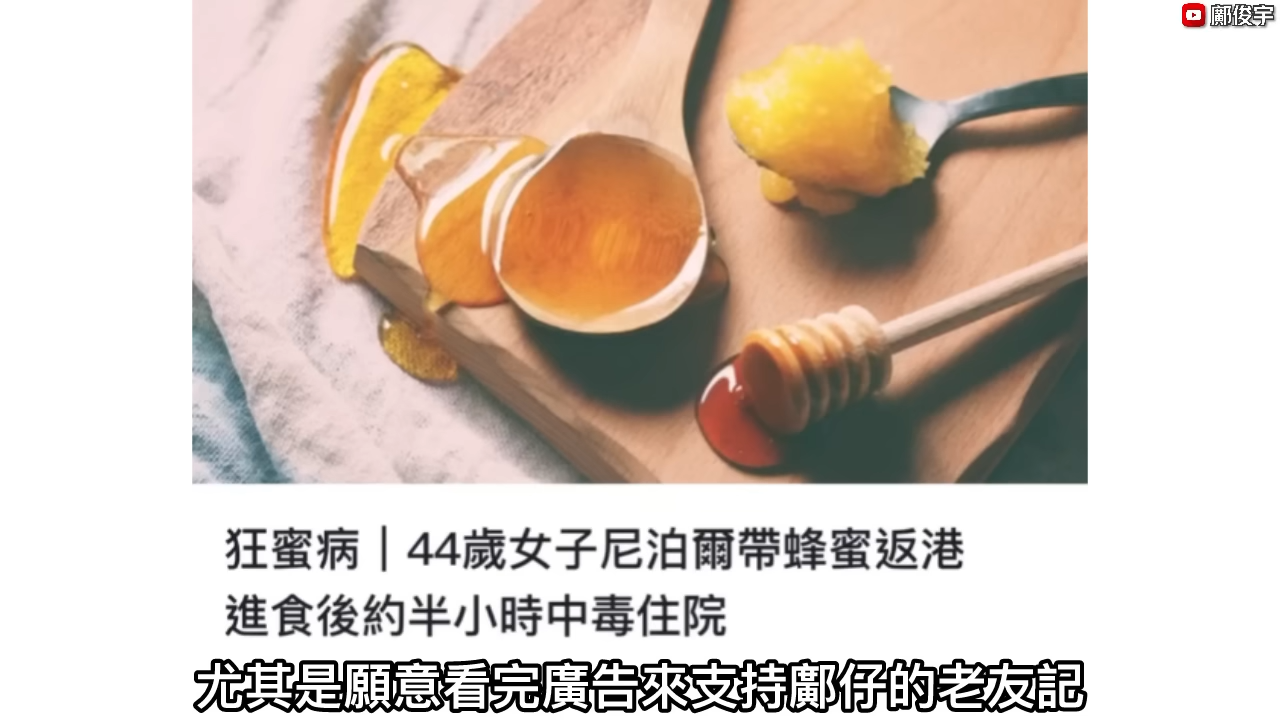 鄺俊宇
狂蜜病｜44歲女子尼泊爾帶蜂蜜返港
進食後約半小時中毒住院
尤其是願意看完廣告來支持鄺仔的老友記